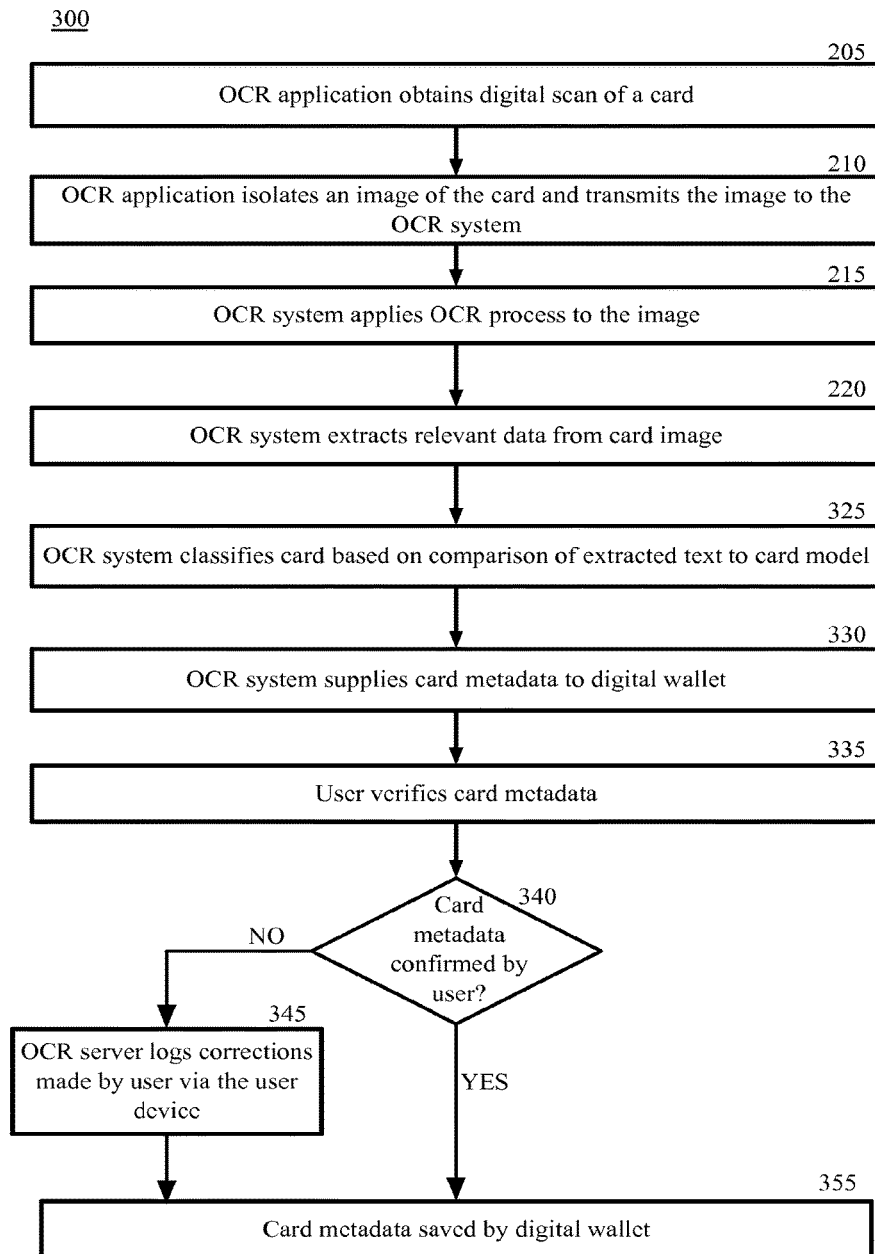 300
205
OCR application obtains digital scan of a card
210
OCR application isolates an image of the card and transmits the image to the
OCR system
215
OCR system applies OCR process to the image
220
OCR system extracts relevant data from card image
325
OCR system classifies card based on comparison of extracted text to card model
330
OCR system supplies card metadata to digital wallet
335
User verifies card metadata
340
Card
metadata
confirmed by
user?
NO
345
OCR server logs corrections
made by user via the user
device
YES
355
Card metadata saved by digital wallet